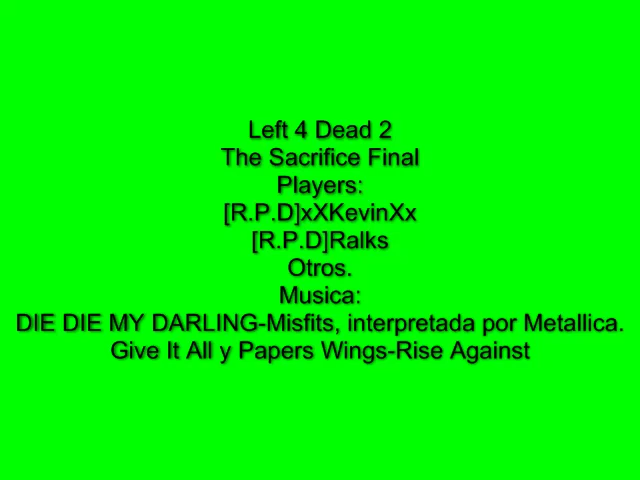 Left 4 Dead 2
The Sacrifice Final
Players:
[R.P.D]xXKevinXx
[R.P.D]Ralks
Otros.
Musica:
DIE DIE MY DARLING-Misfits, interpretada por Metallica.
Give It All y Papers Wings-Rise Against